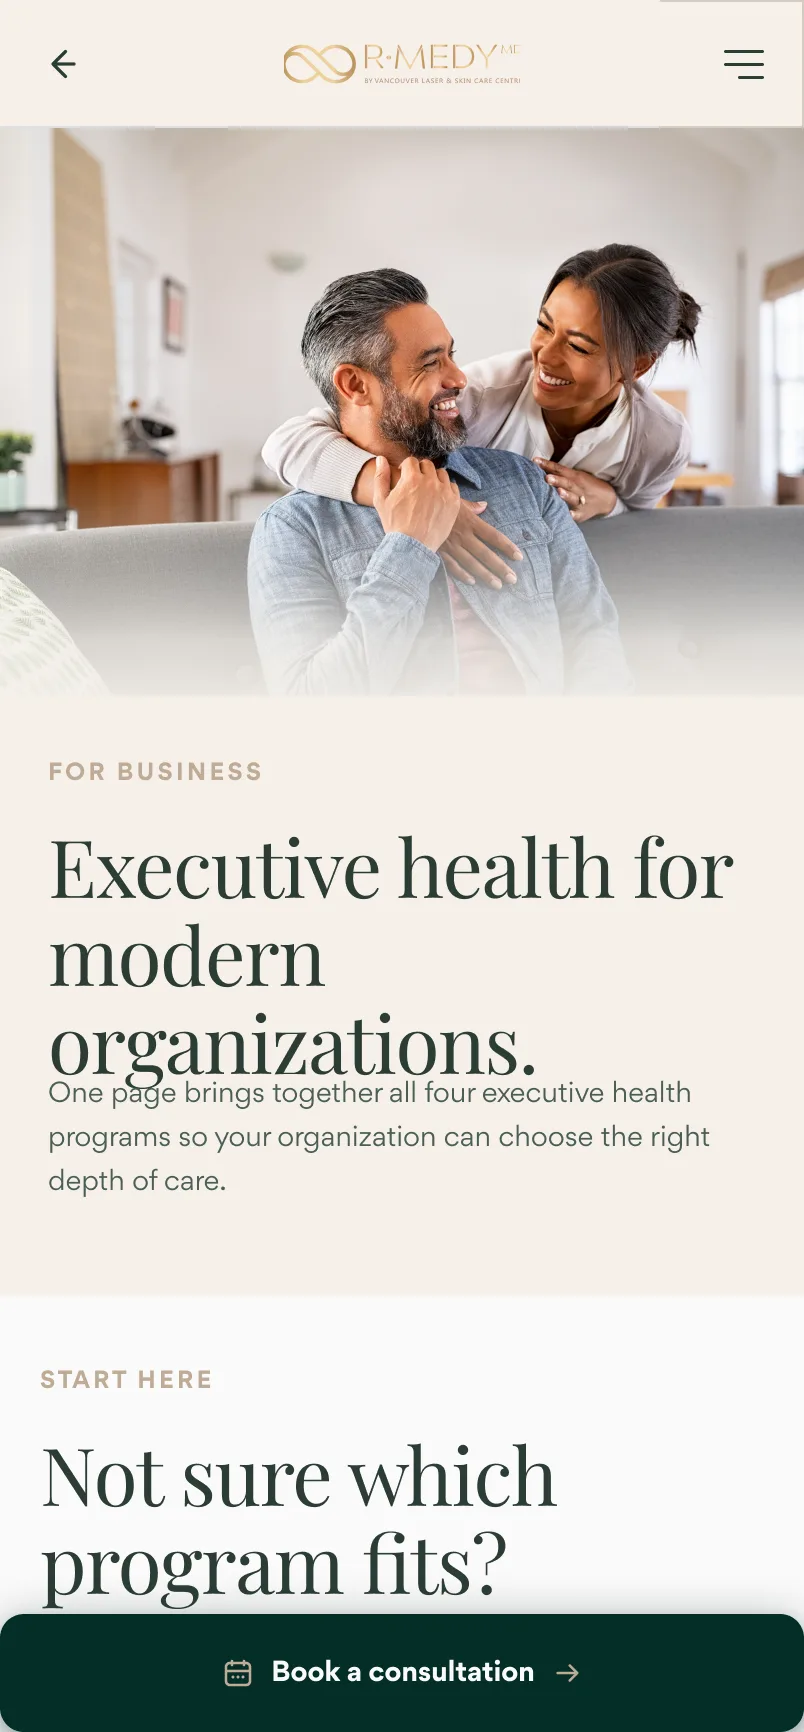 R·MEDY MD
BY VANCOUVER LASER & SKIN CARE CENTR
FOR BUSINESS
Executive health for
modern
organizations.
One page brings together all four executive health
programs so your organization can choose the right
depth of care.
START HERE
Not sure which
program fits?
Book a consultation